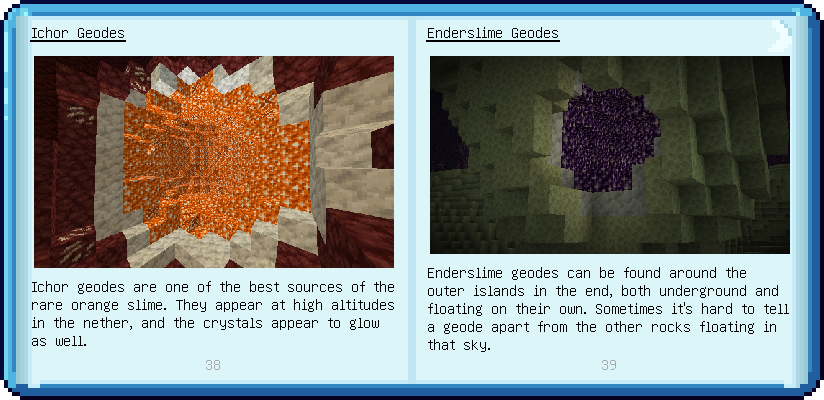 Ichor Geodes
Ichor geodes are one of the best sources of the
rare orange slime. They appear at high altitudes
in the nether, and the crystals appear to glow
as well.
38
Enderslime Geodes
Enderslime geodes can be found around the
outer islands in the end, both underground and
floating on their own. Sometimes it's hard to tell
a geode apart from the other rocks floating in
that sky.
39